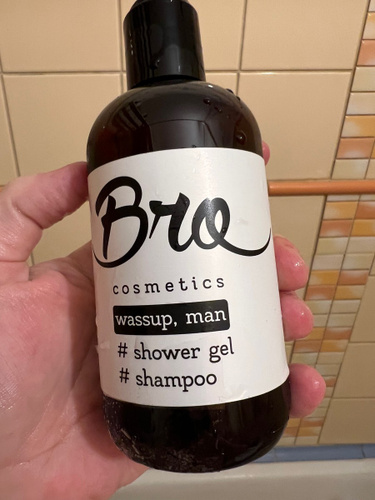 Bro
cosmetics
wassup, man
# shower gel
# shampoo